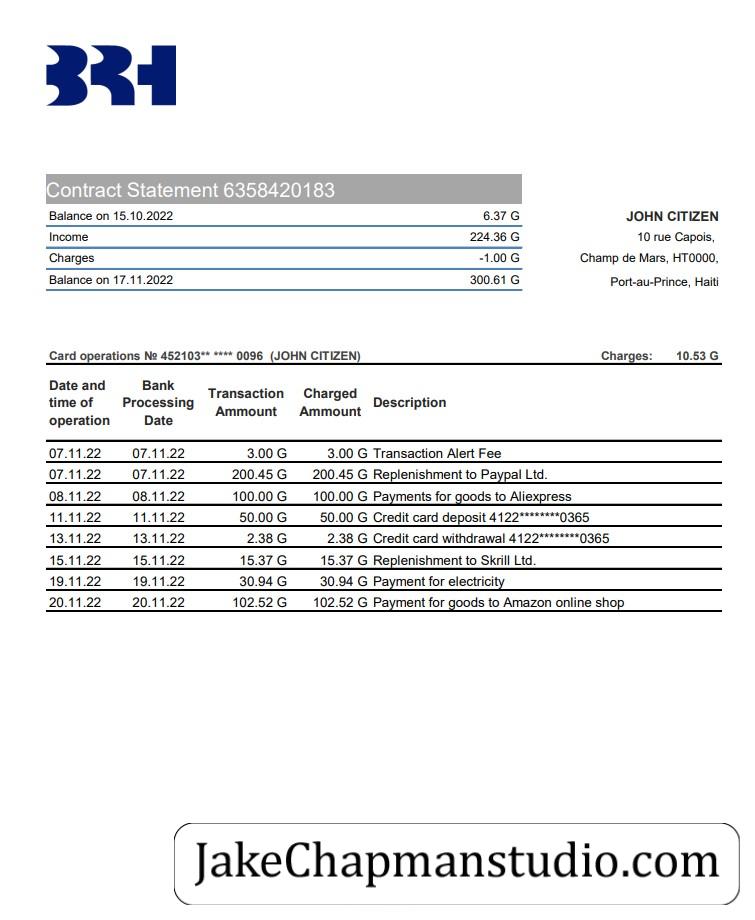 BRH
Contract Statement 6358420183
Balance on 15.10.2022 6.37 G
Income 224.36 G
Charges -1.00 G
Balance on 17.11.2022 300.61 G
JOHN CITIZEN
10 rue Capois,
Champ de Mars, HT0000,
Port-au-Prince, Haiti
Card operations № 452103** **** 0096 (JOHN CITIZEN) Charges: 10.53 G
Date and time of operation Bank Processing Date Transaction Ammount Charged Ammount Description
07.11.22 07.11.22 3.00 G 3.00 G Transaction Alert Fee
07.11.22 07.11.22 200.45 G 200.45 G Replenishment to Paypal Ltd.
08.11.22 08.11.22 100.00 G 100.00 G Payments for goods to Aliexpress
11.11.22 11.11.22 50.00 G 50.00 G Credit card deposit 4122********0365
13.11.22 13.11.22 2.38 G 2.38 G Credit card withdrawal 4122********0365
15.11.22 15.11.22 15.37 G 15.37 G Replenishment to Skrill Ltd.
19.11.22 19.11.22 30.94 G 30.94 G Payment for electricity
20.11.22 20.11.22 102.52 G 102.52 G Payment for goods to Amazon online shop
JakeChapmanstudio.com